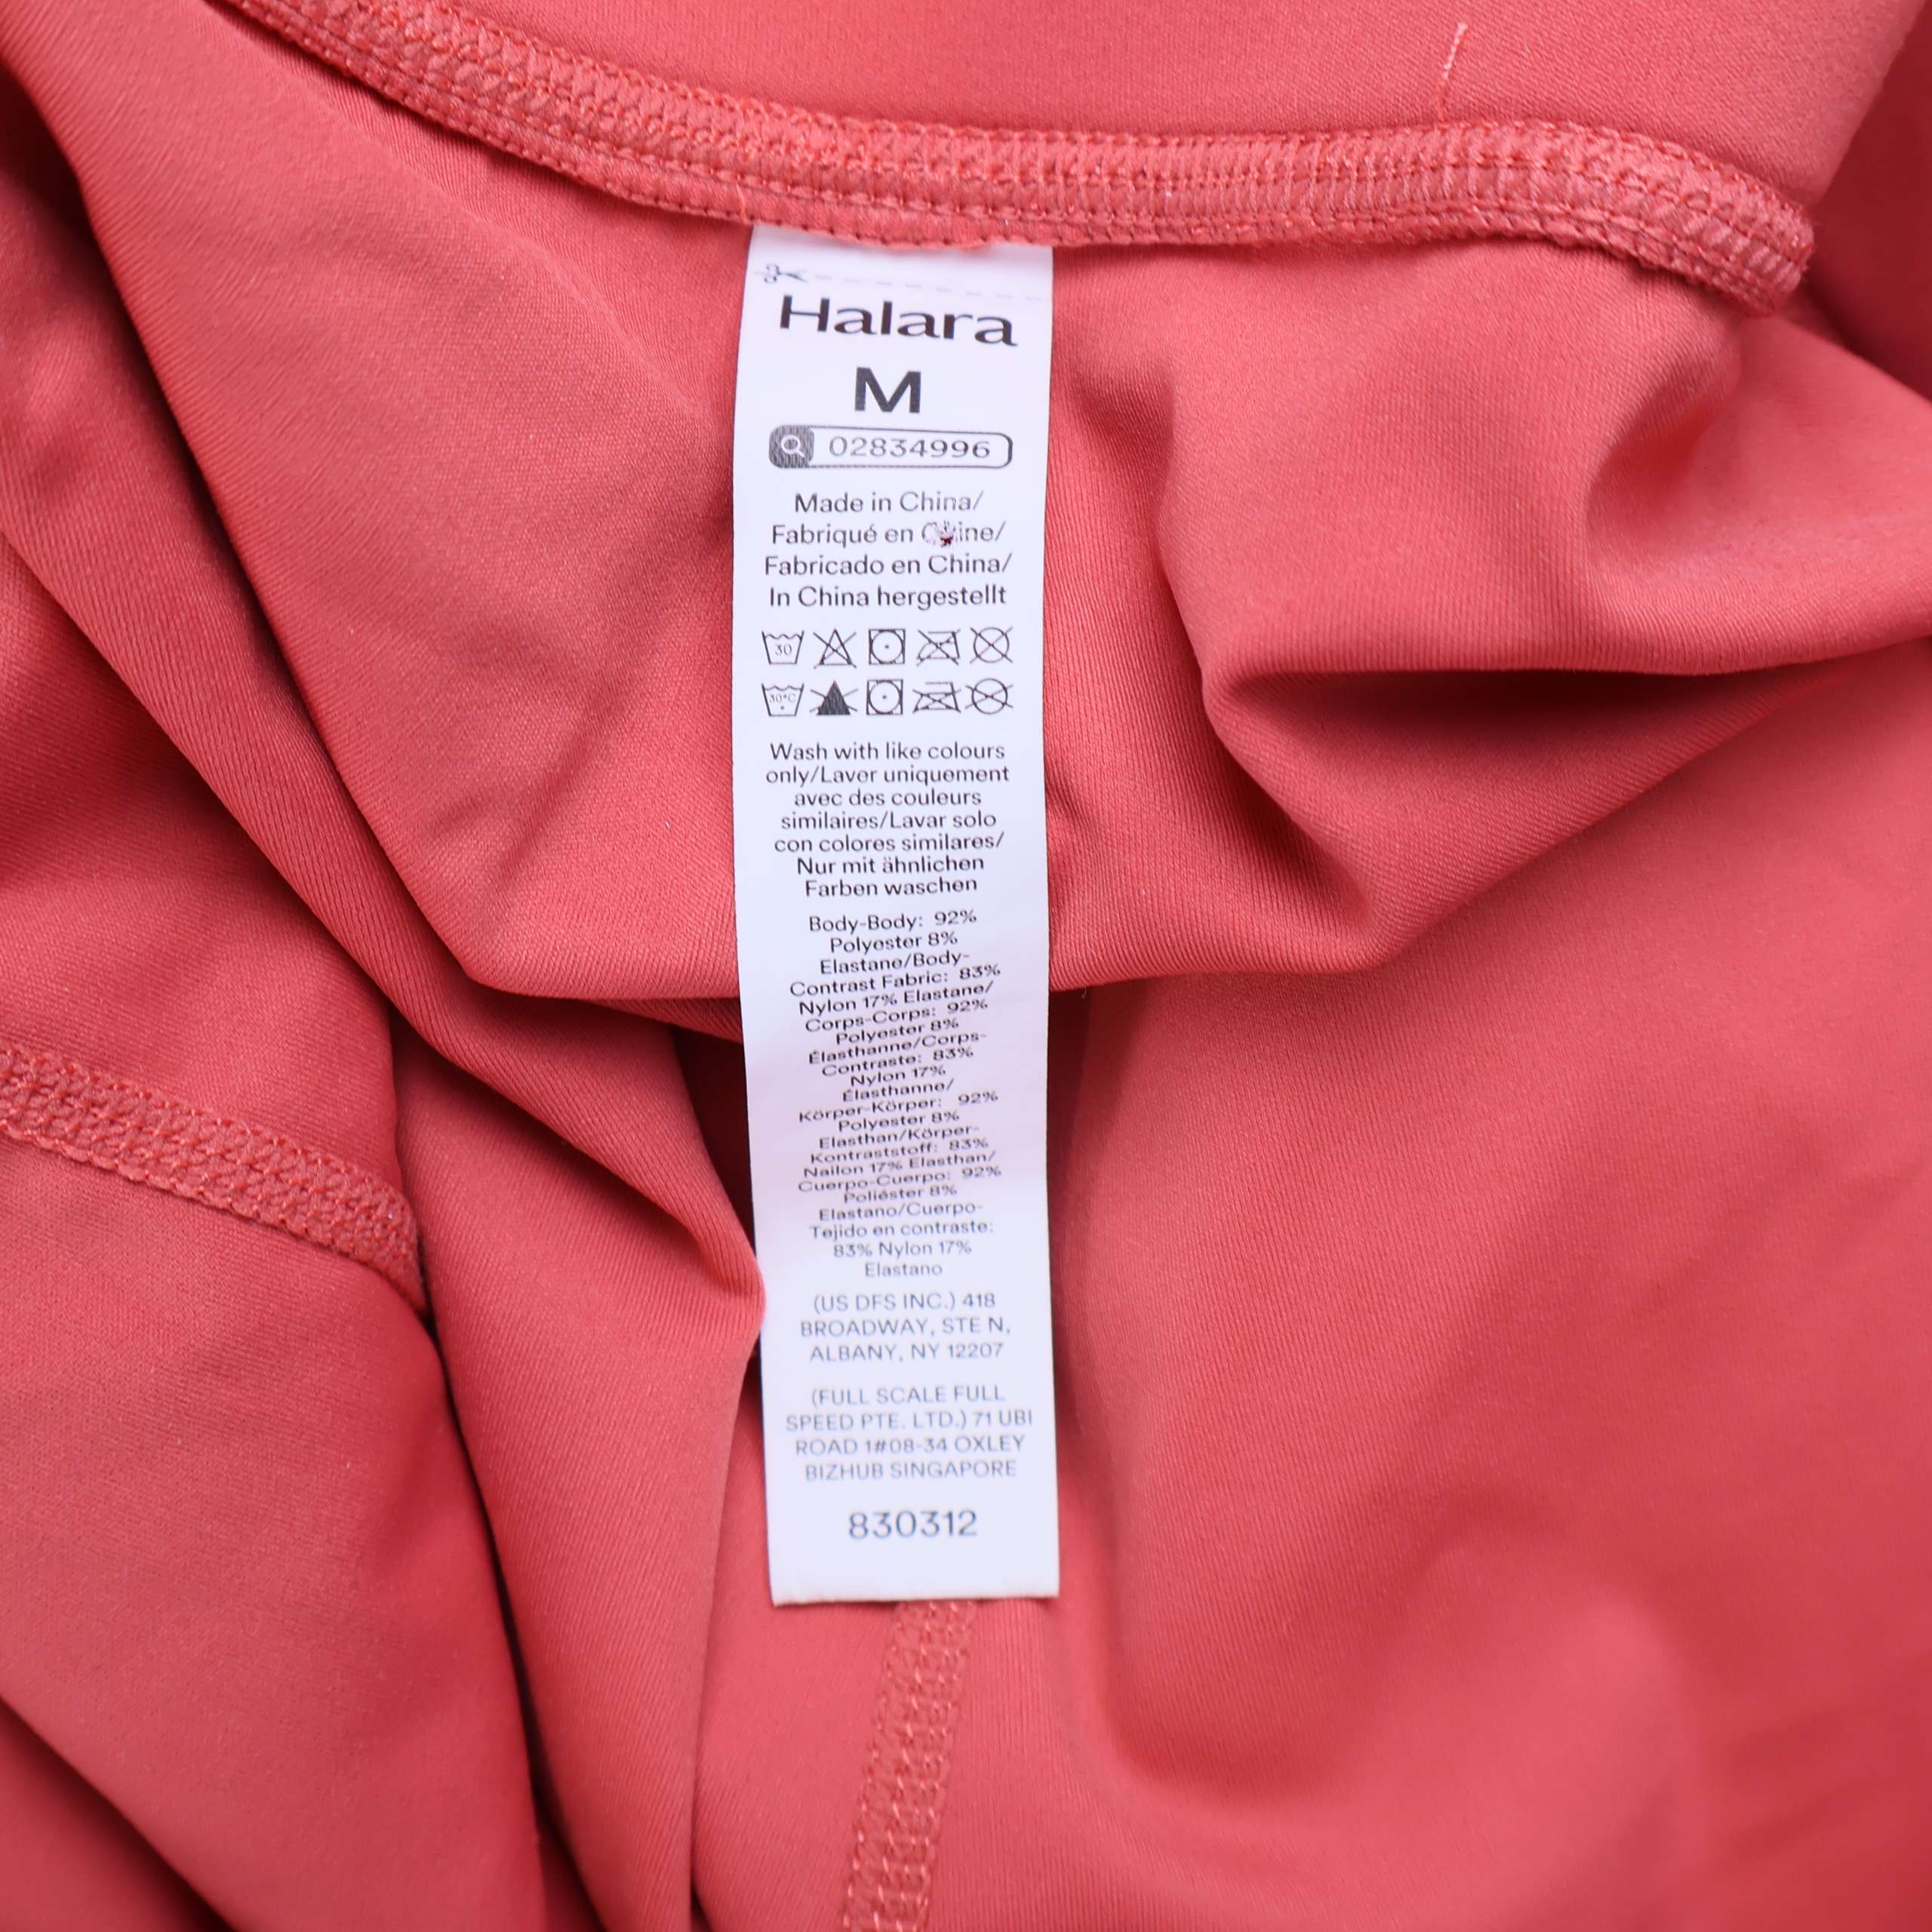 Halara
M
02834996
Made in China/
Fabriqué en Chine/
Fabricado en China/
In China hergestellt
30
30°C
Wash with like colours
only/Laver uniquement
avec des couleurs
similaires/Lavar solo
con colores similares/
Nur mit ähnlichen
Farben waschen
Body-Body: 92%
Polyester 8%
Elastane/Body-
Contrast Fabric: 83%
Nylon 17% Elastane/
Corps-Corps: 92%
Polyester 8%
Élasthanne/Corps-
Contraste: 83%
Nylon 17%
Élasthanne/
Körper-Körper: 92%
Polyester 8%
Elasthan/Körper-
Kontraststoff: 83%
Nailon 17% Elasthan/
Cuerpo-Cuerpo: 92%
Poliéster 8%
Elastano/Cuerpo-
Tejido en contraste:
83% Nylon 17%
Elastano
(US DFS INC.) 418
BROADWAY, STE N,
ALBANY, NY 12207
(FULL SCALE FULL
SPEED PTE. LTD.) 71 UBI
ROAD 1#08-34 OXLEY
BIZHUB SINGAPORE
830312